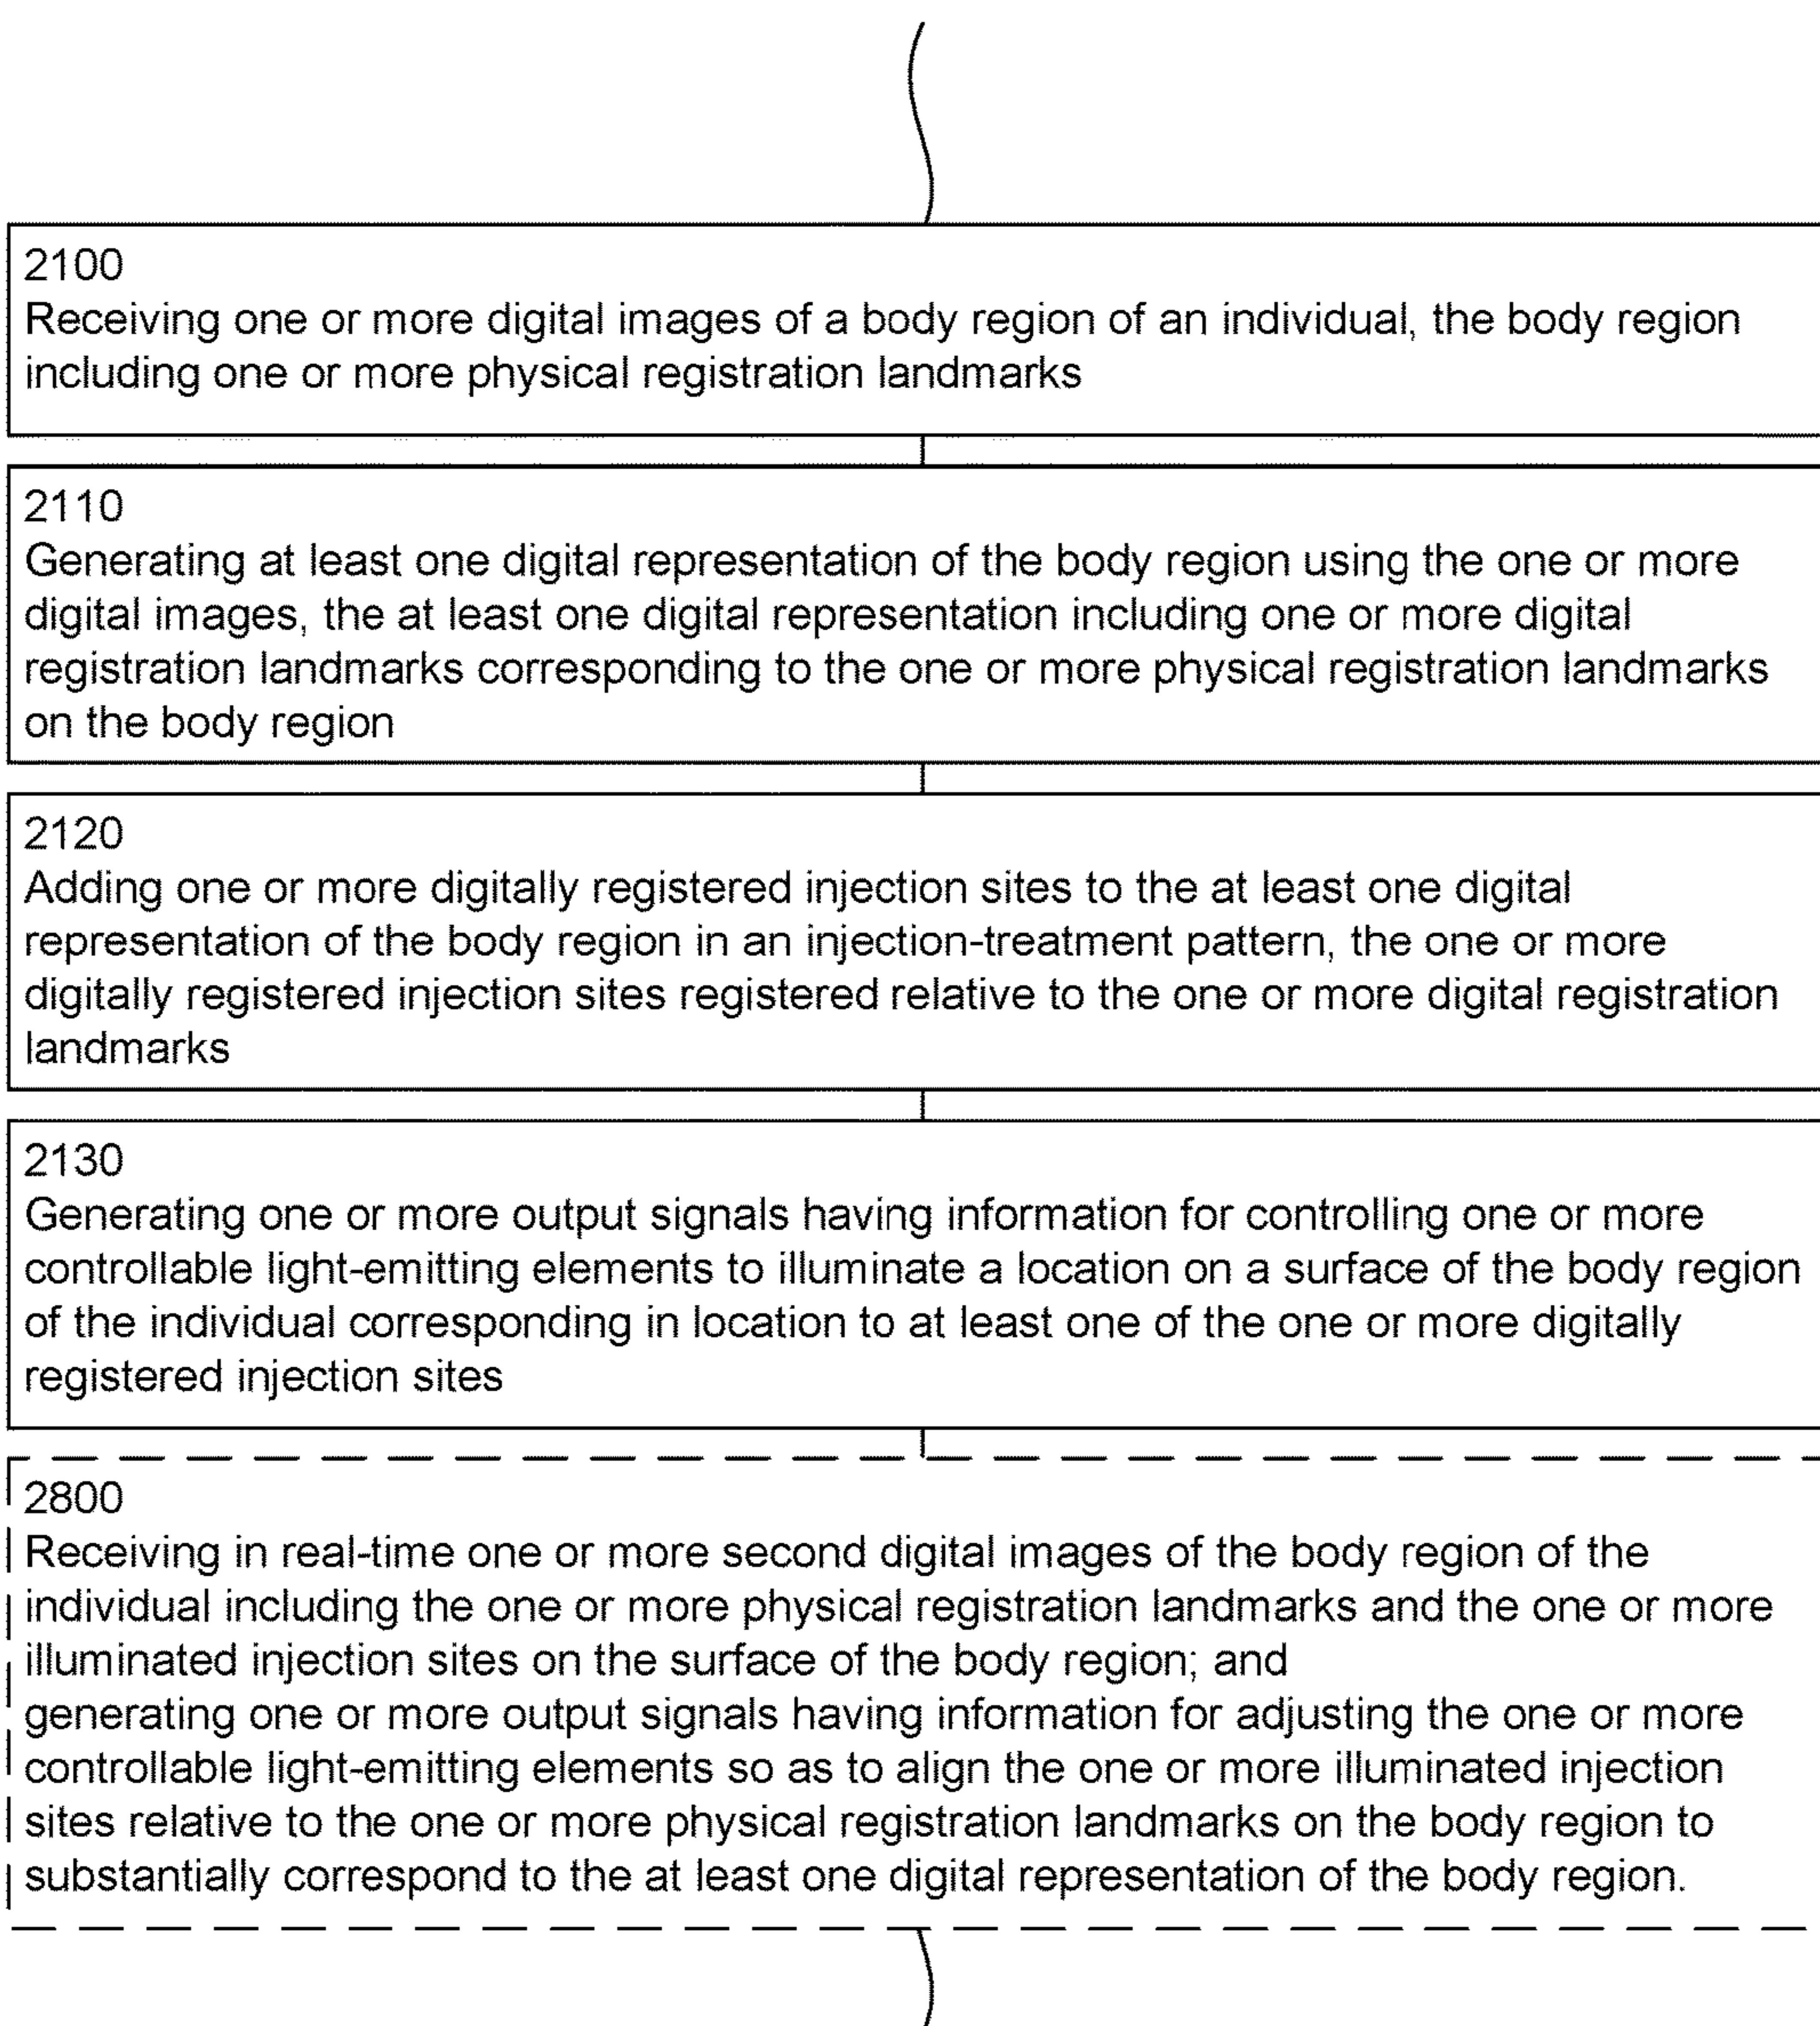 2100
Receiving one or more digital images of a body region of an individual, the body region
including one or more physical registration landmarks
2110
Generating at least one digital representation of the body region using the one or more
digital images, the at least one digital representation including one or more digital
registration landmarks corresponding to the one or more physical registration landmarks
on the body region
2120
Adding one or more digitally registered injection sites to the at least one digital
representation of the body region in an injection-treatment pattern, the one or more
digitally registered injection sites registered relative to the one or more digital registration
landmarks
2130
Generating one or more output signals having information for controlling one or more
controllable light-emitting elements to illuminate a location on a surface of the body region
of the individual corresponding in location to at least one of the one or more digitally
registered injection sites
2800
Receiving in real-time one or more second digital images of the body region of the
individual including the one or more physical registration landmarks and the one or more
illuminated injection sites on the surface of the body region; and
generating one or more output signals having information for adjusting the one or more
controllable light-emitting elements so as to align the one or more illuminated injection
sites relative to the one or more physical registration landmarks on the body region to
substantially correspond to the at least one digital representation of the body region.